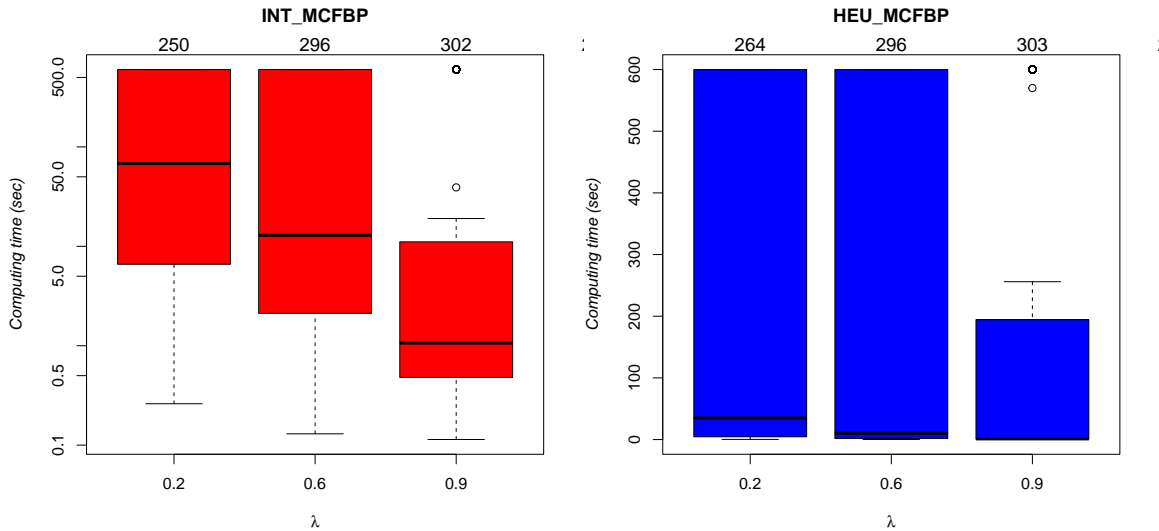 INT_MCFBP
250 296 302
500.0
50.0
5.0
0.5
0.1
Computing time (sec)
0.2 0.6 0.9
λ
HEU_MCFBP
264 296 303
600
500
400
300
200
100
0
Computing time (sec)
0.2 0.6 0.9
λ